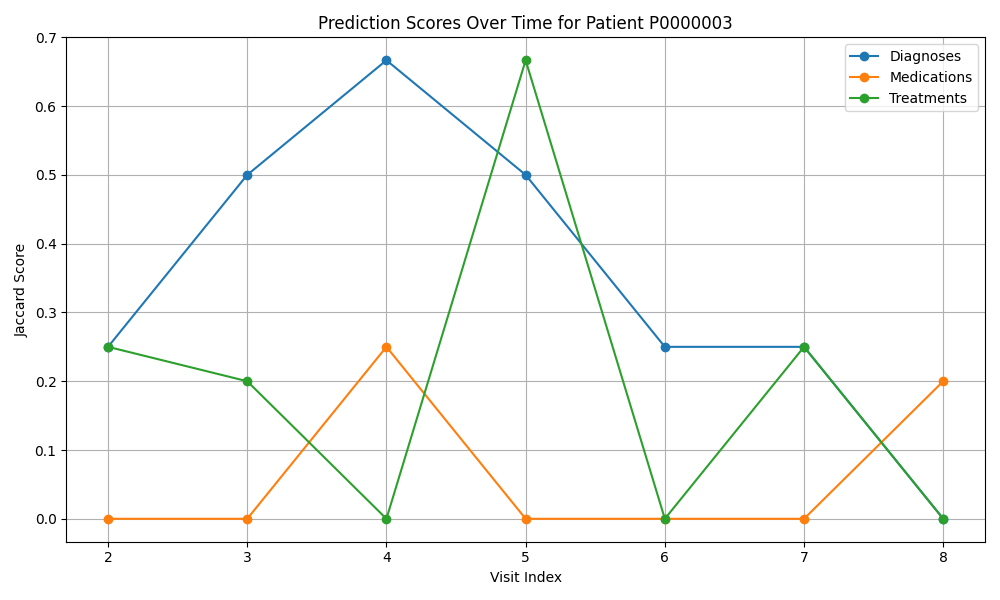 Prediction Scores Over Time for Patient P0000003
Diagnoses
Medications
Treatments
Jaccard Score
0.7
0.6
0.5
0.4
0.3
0.2
0.1
0.0
2 3 4 5 6 7 8
Visit Index